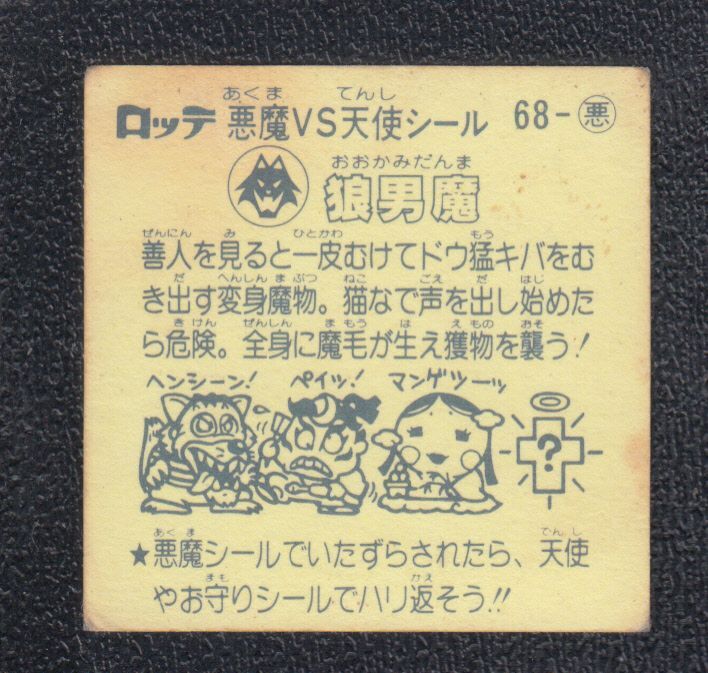 あくま てんし
ロッテ 悪魔VS天使シール 68-悪
おおかみだんま
狼男魔
ぜんにん み ひとかわ もう
善人を見ると一皮むけてドウ猛キバをむ
だ へんしん ま ぶつ ねこ ごえ だ はじ
き出す変身魔物。猫なで声を出し始めた
き けん ぜんしん ま もう は え もの おそ
ら危険。全身に魔毛が生え獲物を襲う!
ヘンシーン! ペイッ! マンゲツーッ
?
あく ま てん し
★悪魔シールでいたずらされたら、天使
まも かえ
やお守りシールでハリ返そう!!